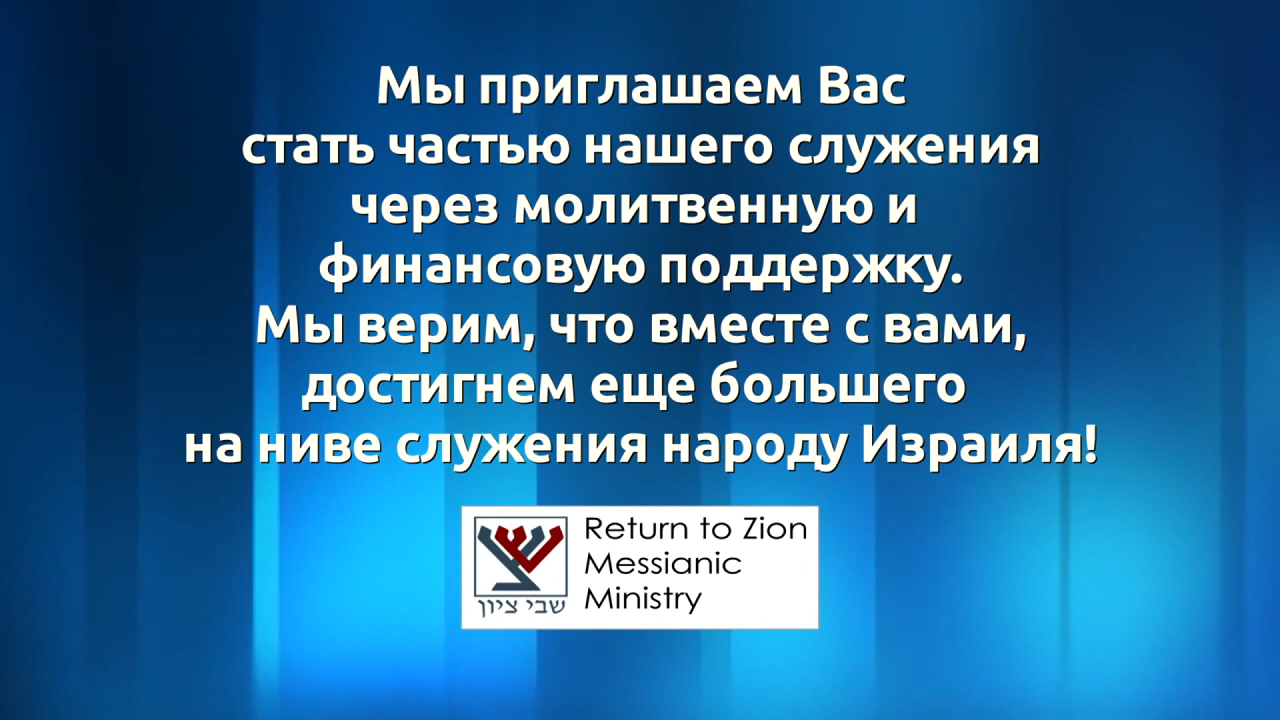 Мы приглашаем Вас
стать частью нашего служения
через молитвенную и
финансовую поддержку.
Мы верим, что вместе с вами,
достигнем еще большего
на ниве служения народу Израиля!
Return to Zion
Messianic
Ministry
שבי ציון